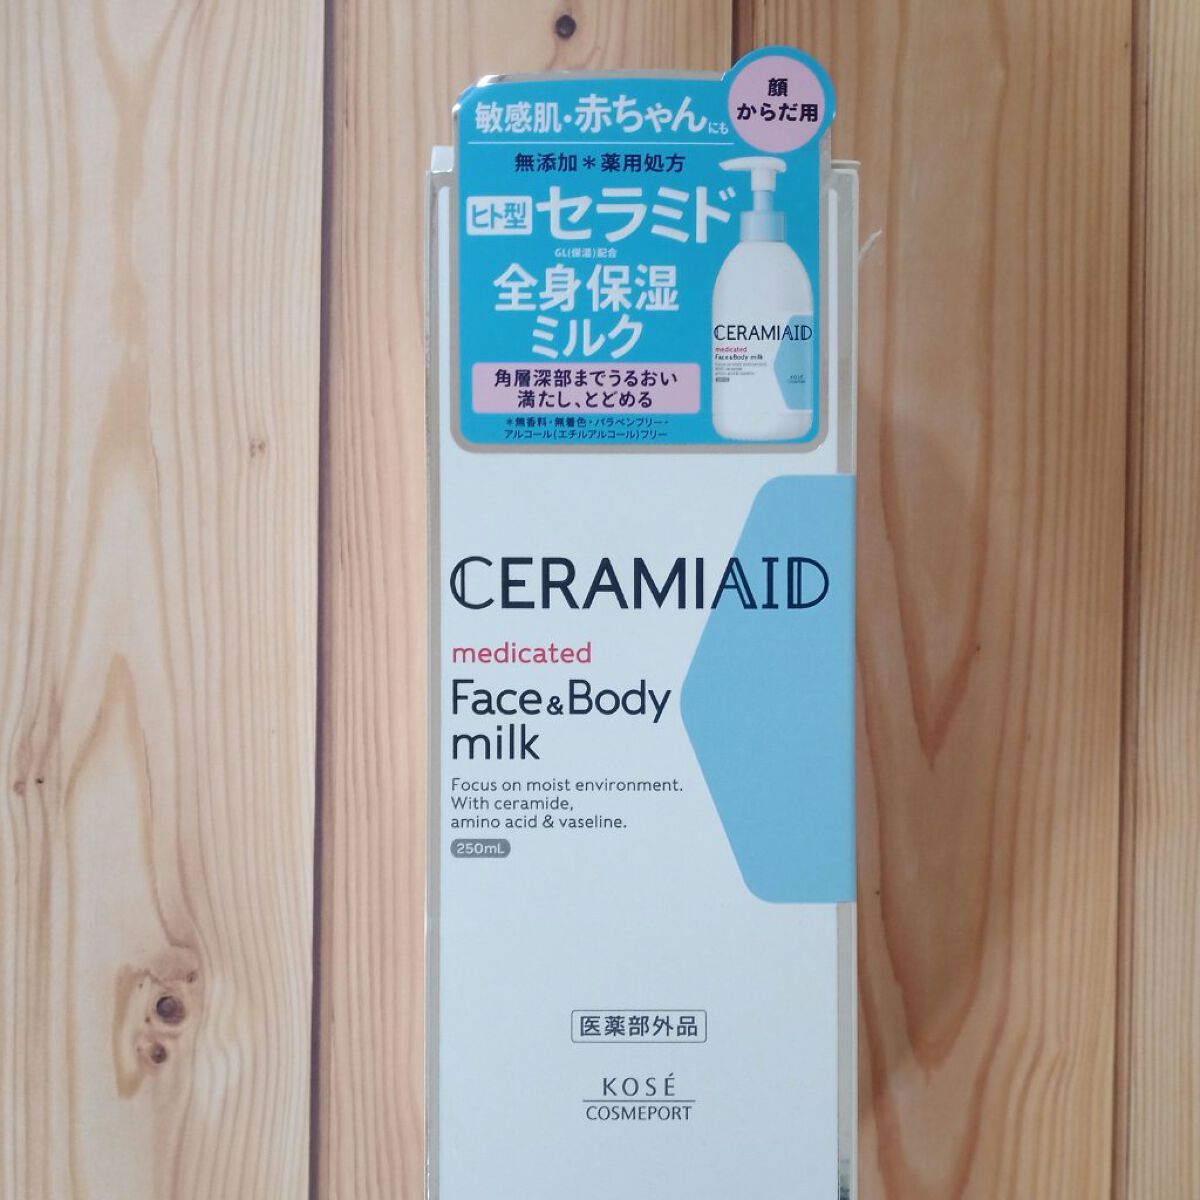 敏感肌・赤ちゃんにも
顔
からだ用
無添加＊薬用処方
ヒト型 セラミド
GL(保湿)配合
全身保湿
ミルク
角層深部までうるおい
満たし、とどめる
＊無香料・無着色・パラベンフリー・
アルコール(エチルアルコール)フリー
CERAMIAID
medicated
Face&Body milk
KOSÉ
COSMEPORT
CERAMIAID
medicated
Face&Body
milk
Focus on moist environment.
With ceramide,
amino acid & vaseline.
250mL
医薬部外品
KOSÉ
COSMEPORT